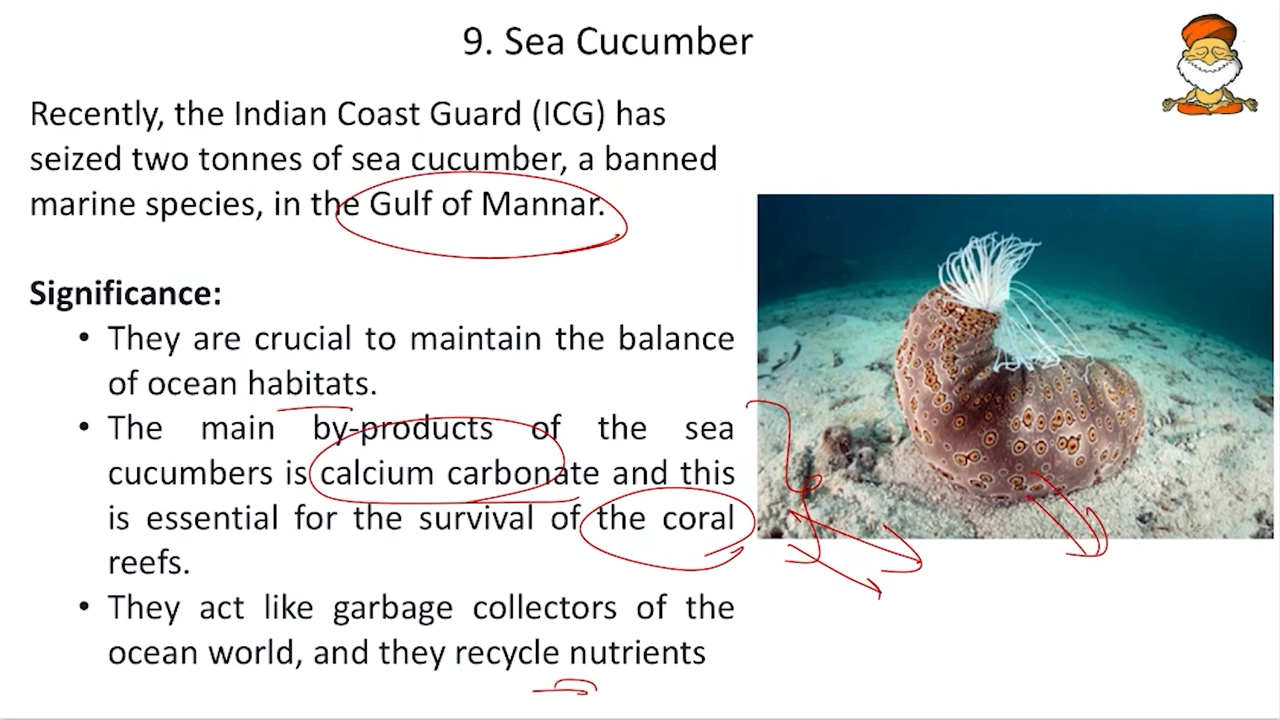 9. Sea Cucumber
Recently, the Indian Coast Guard (ICG) has
seized two tonnes of sea cucumber, a banned
marine species, in the Gulf of Mannar.
Significance:
• They are crucial to maintain the balance
of ocean habitats.
• The main by-products of the sea
cucumbers is calcium carbonate and this
is essential for the survival of the coral
reefs.
• They act like garbage collectors of the
ocean world, and they recycle nutrients